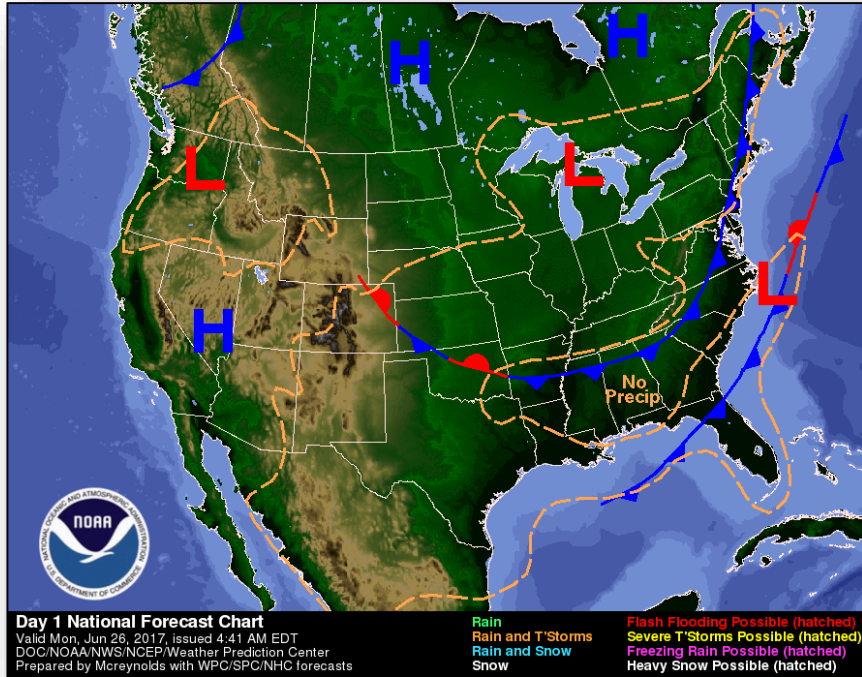 H
H
L
L
L
H
No
Precip
NATIONAL OCEANIC AND ATMOSPHERIC ADMINISTRATION
NOAA
U.S. DEPARTMENT OF COMMERCE
Day 1 National Forecast Chart
Valid Mon, Jun 26, 2017, issued 4:41 AM EDT
DOC/NOAA/NWS/NCEP/Weather Prediction Center
Prepared by Mcreynolds with WPC/SPC/NHC forecasts
Rain
Rain and T'Storms
Rain and Snow
Snow
Flash Flooding Possible (hatched)
Severe T'Storms Possible (hatched)
Freezing Rain Possible (hatched)
Heavy Snow Possible (hatched)